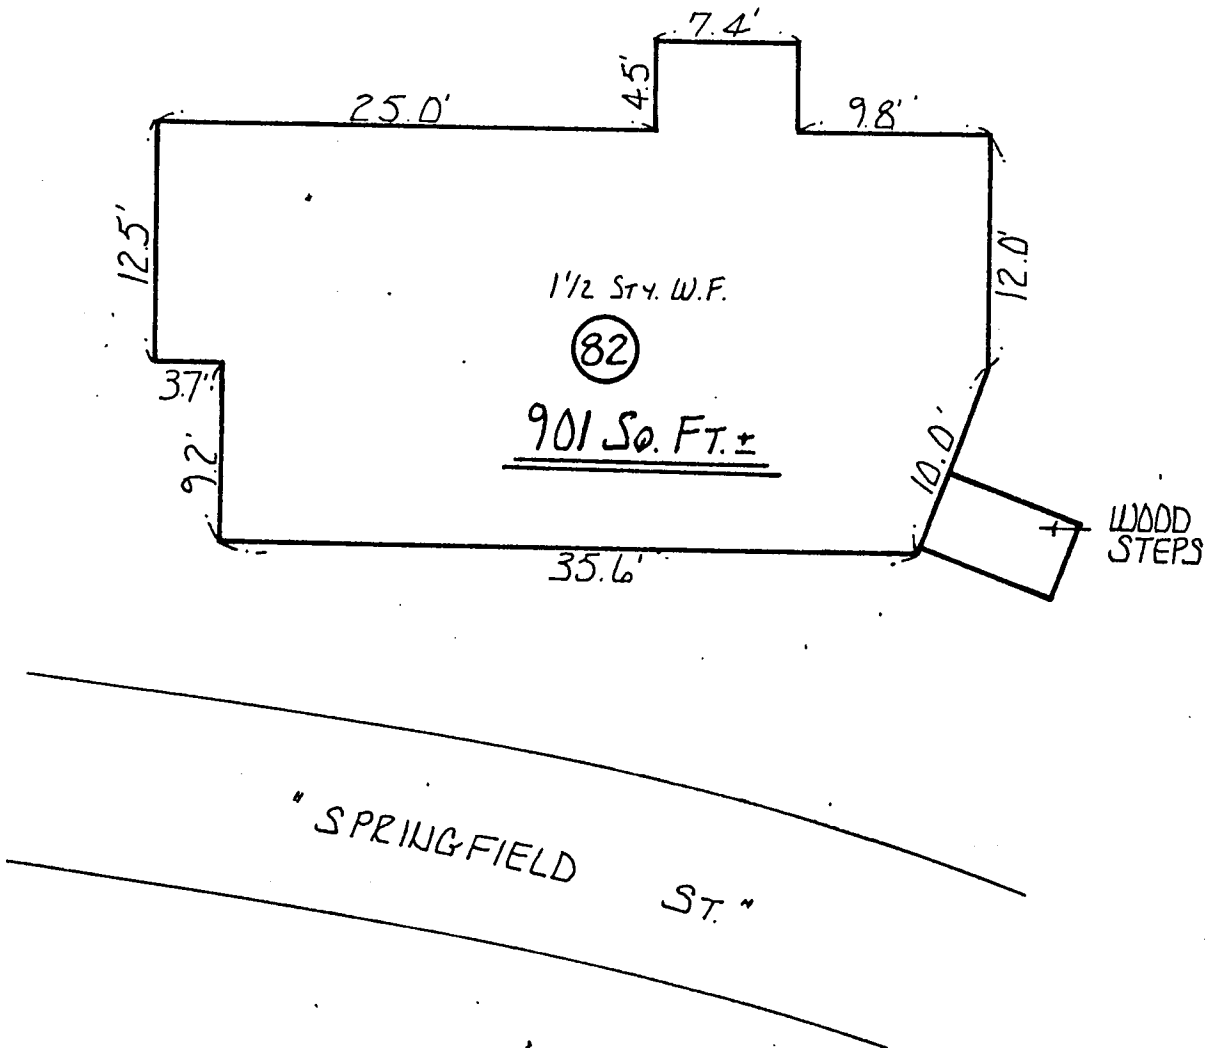 7.4'
4.5'
25.0'
9.8'
12.5'
12.0'
1 1/2 STY. W.F.
82
3.7'
901 SQ. FT. ±
10.0'
9.2'
WOOD
STEPS
35.6'
"SPRINGFIELD ST."